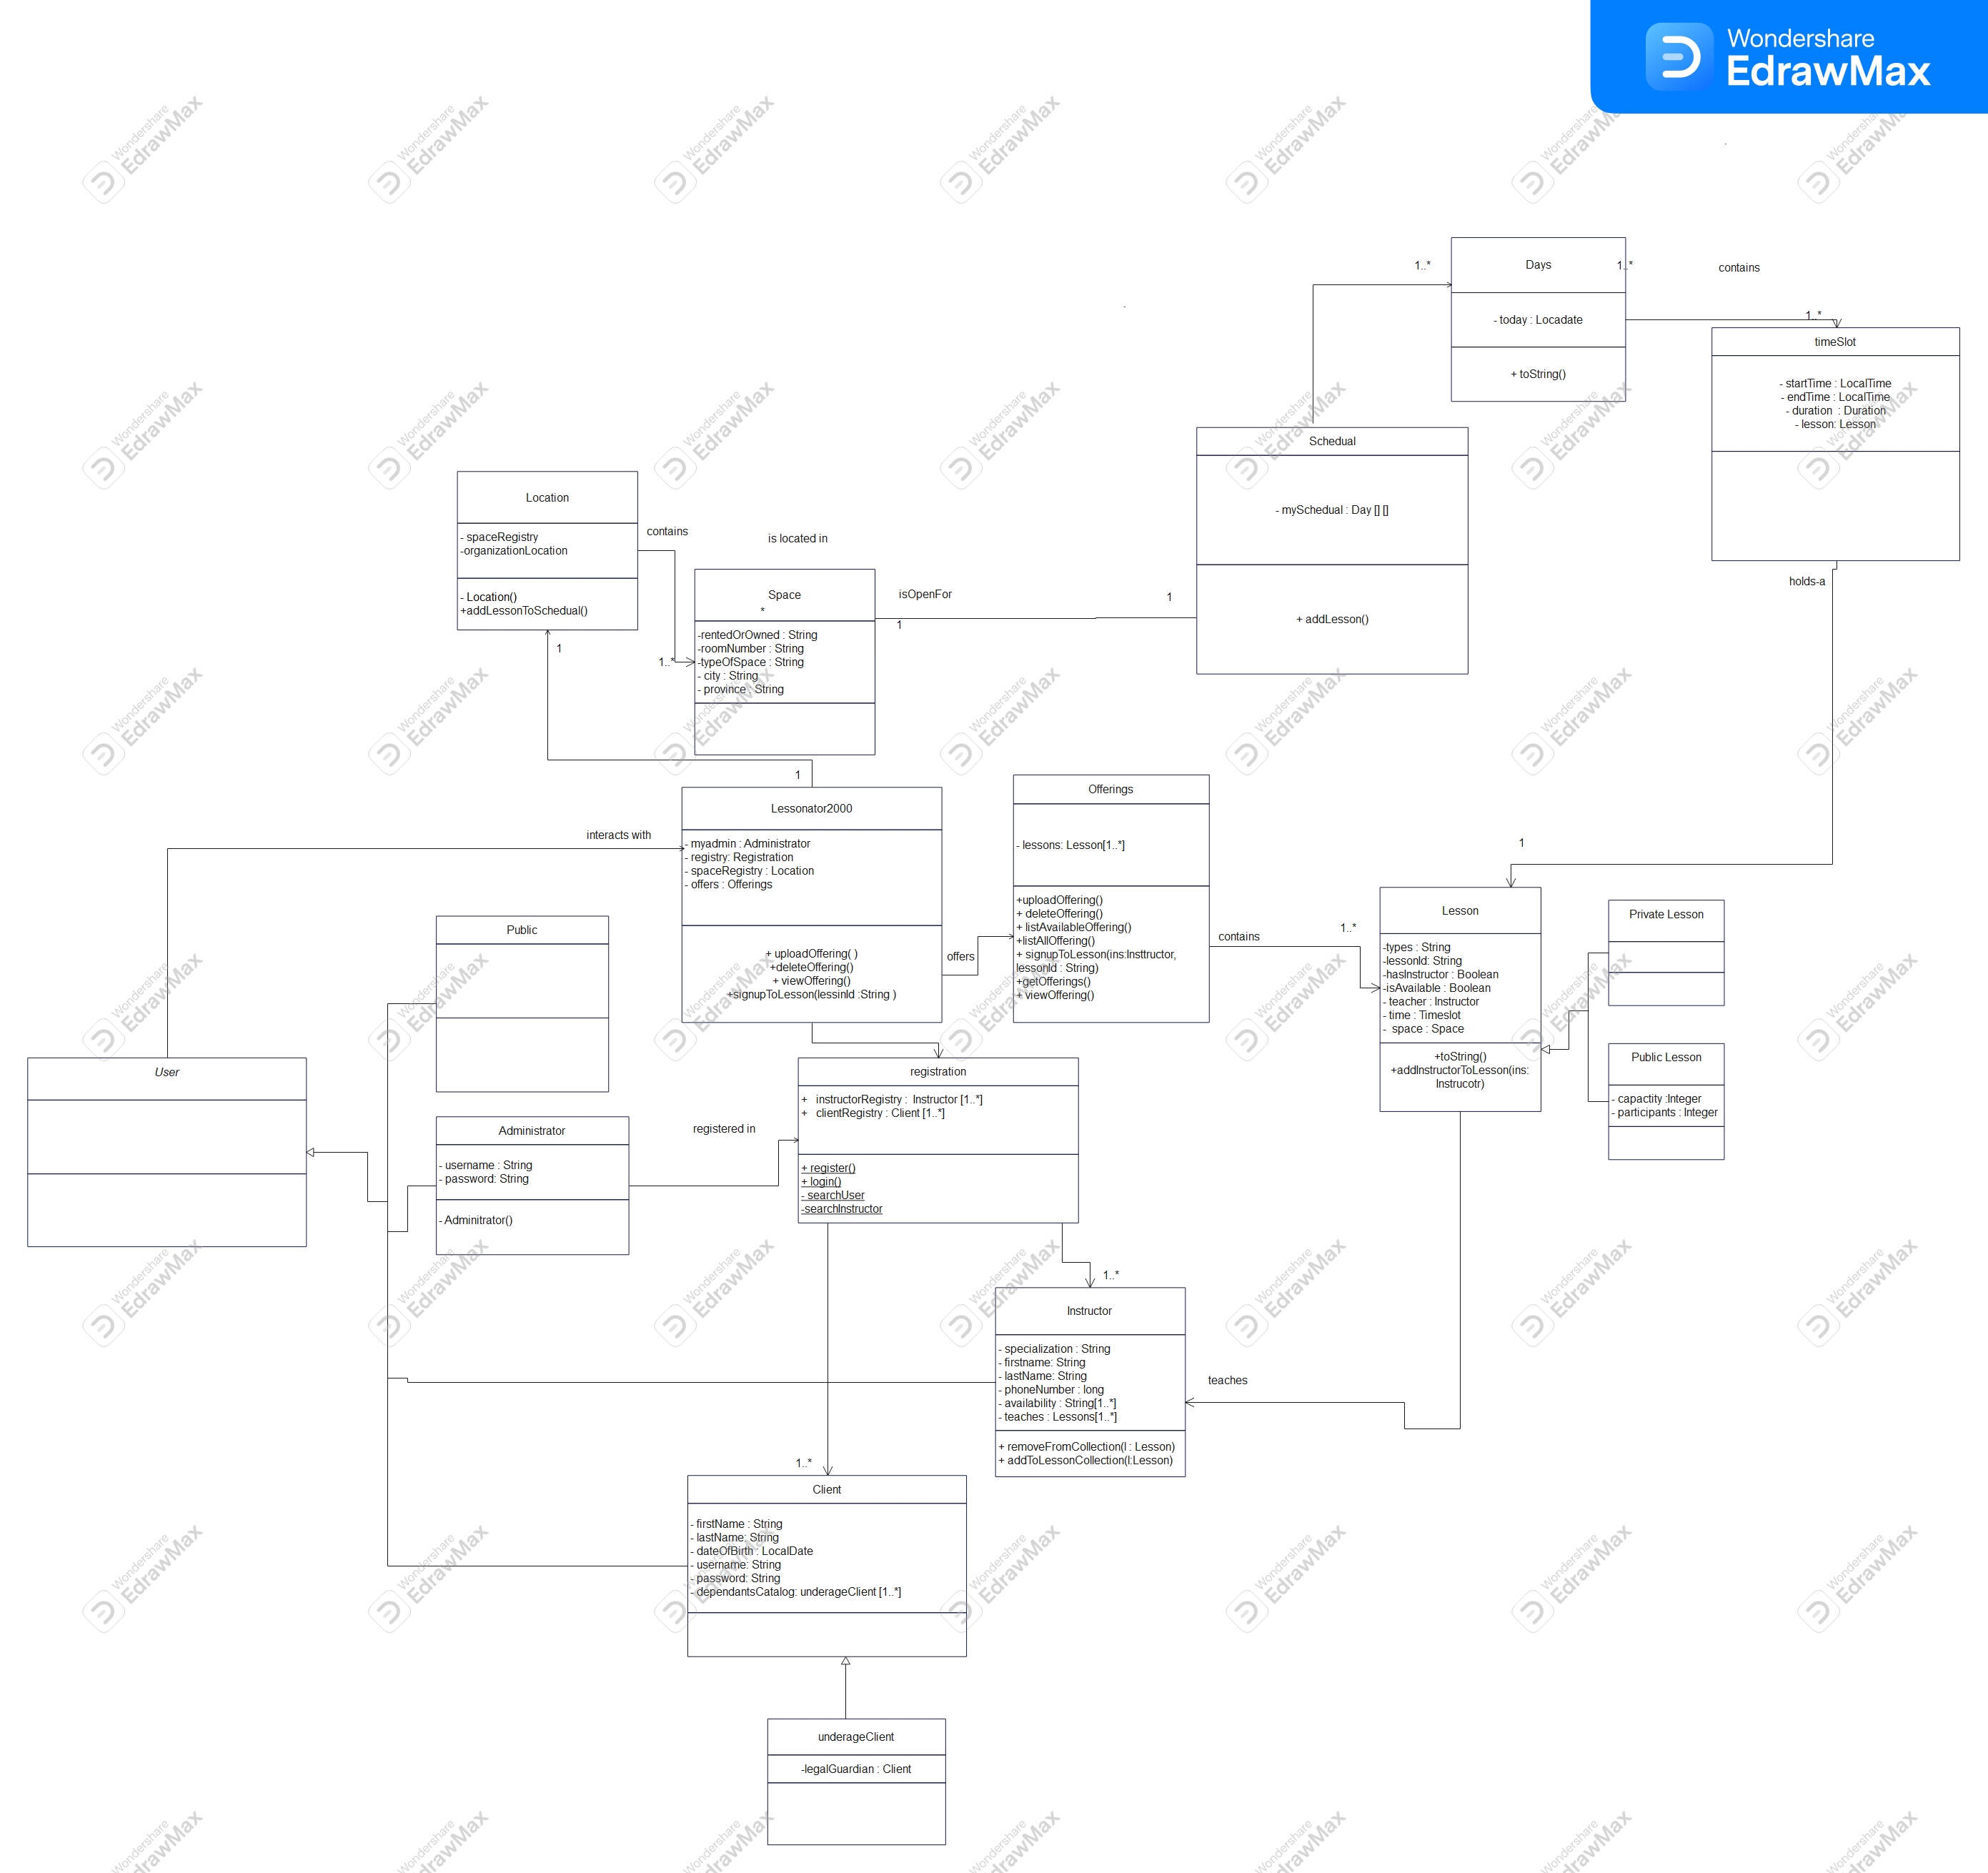 Wondershare
EdrawMax
Days
- today : Locadate
+ toString()
1..*
1..*
contains
1..*
timeSlot
- startTime : LocalTime
- endTime : LocalTime
- duration : Duration
- lesson: Lesson
holds-a
Schedual
- mySchedual : Day [] []
+ addLesson()
Location
- spaceRegistry
-organizationLocation
- Location()
+addLessonToSchedual()
contains
is located in
1..*
Space
*
-rentedOrOwned : String
-roomNumber : String
-typeOfSpace : String
- city : String
- province : String
isOpenFor
1
1
1
1
Lessonator2000
- myadmin : Administrator
- registry: Registration
- spaceRegistry : Location
- offers : Offerings
+ uploadOffering( )
+deleteOffering()
+ viewOffering()
+signupToLesson(lessinId :String )
interacts with
offers
Offerings
- lessons: Lesson[1..*]
+uploadOffering()
+ deleteOffering()
+ listAvailableOffering()
+listAllOffering()
+ signupToLesson(ins:Insttructor,
lessonId : String)
+getOfferings()
+ viewOffering()
contains
1..*
1
Lesson
-types : String
-lessonId: String
-hasInstructor : Boolean
-isAvailable : Boolean
- teacher : Instructor
- time : Timeslot
- space : Space
+toString()
+addInstructorToLesson(ins:
Instrucotr)
Private Lesson
Public Lesson
- capactity :Integer
- participants : Integer
Public
User
Administrator
- username : String
- password: String
- Adminitrator()
registered in
registration
+ instructorRegistry : Instructor [1..*]
+ clientRegistry : Client [1..*]
+ register()
+ login()
- searchUser
-searchInstructor
1..*
Instructor
- specialization : String
- firstname: String
- lastName: String
- phoneNumber : long
- availability : String[1..*]
- teaches : Lessons[1..*]
+ removeFromCollection(l : Lesson)
+ addToLessonCollection(l:Lesson)
teaches
1..*
Client
- firstName : String
- lastName: String
- dateOfBirth : LocalDate
- username: String
- password: String
- dependantsCatalog: underageClient [1..*]
underageClient
-legalGuardian : Client